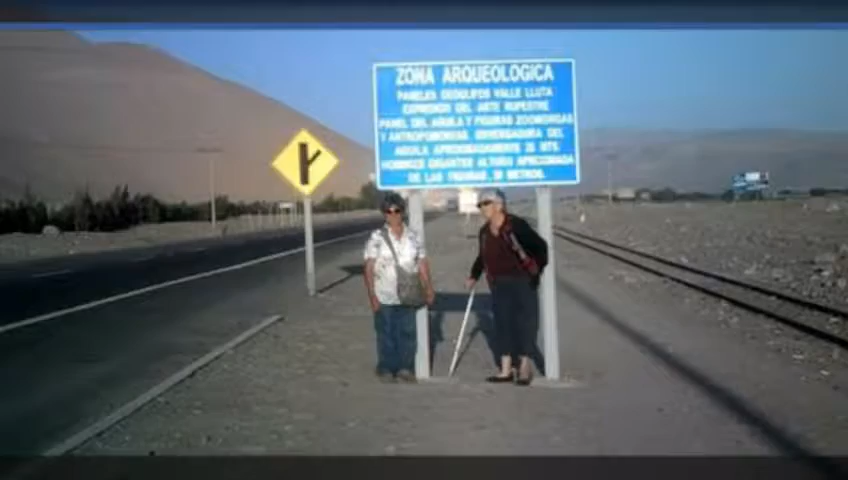 ZONA ARQUEOLOGICA
PANELES GEOGLIFOS VALLE LLUTA
EXPRESION DEL ARTE RUPESTRE
PANEL DEL AGUILA Y FIGURAS ZOOMORFAS
Y ANTROPOMORFAS ENVERGADURA DEL
AGUILA APROXIMADAMENTE 25 MTS.
HOMBRES GIGANTES ALTURA APROXIMADA
DE LAS FIGURAS, METROS.